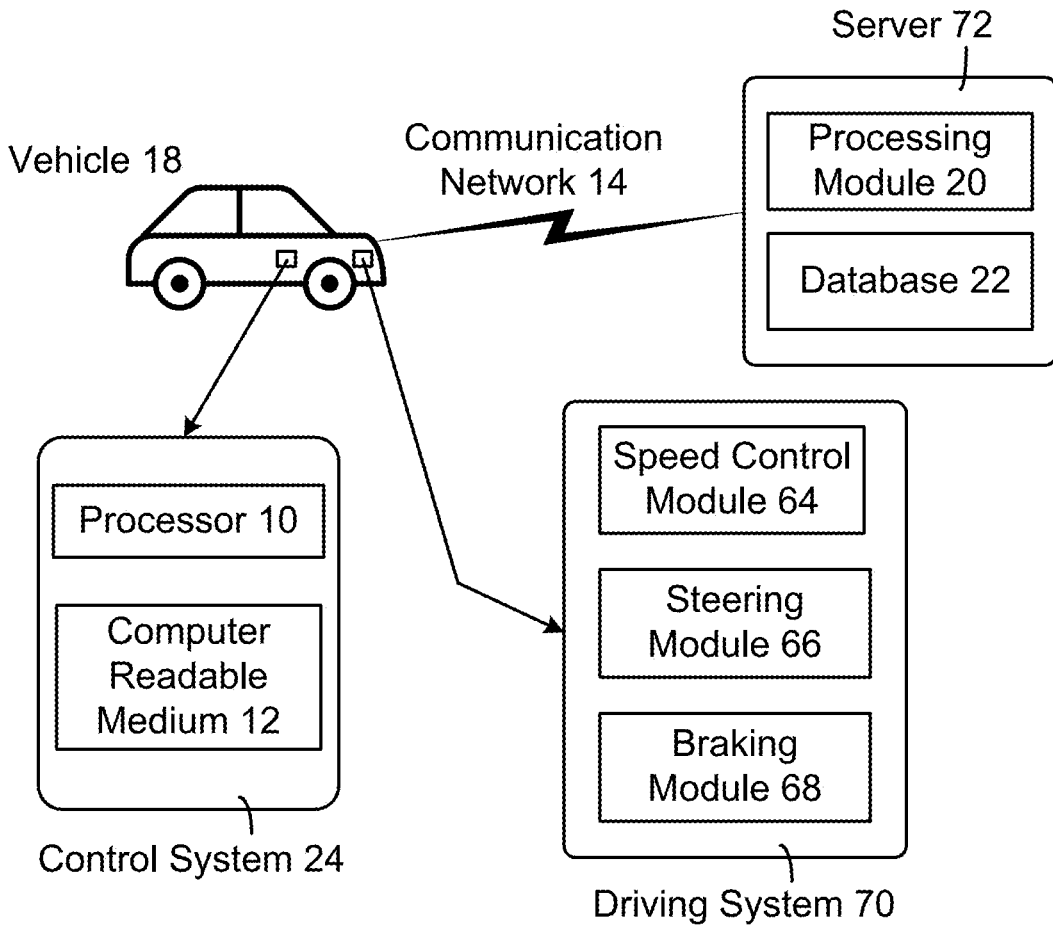 Server 72
Processing
Module 20
Database 22
Communication
Network 14
Vehicle 18
Processor 10
Computer
Readable
Medium 12
Control System 24
Speed Control
Module 64
Steering
Module 66
Braking
Module 68
Driving System 70